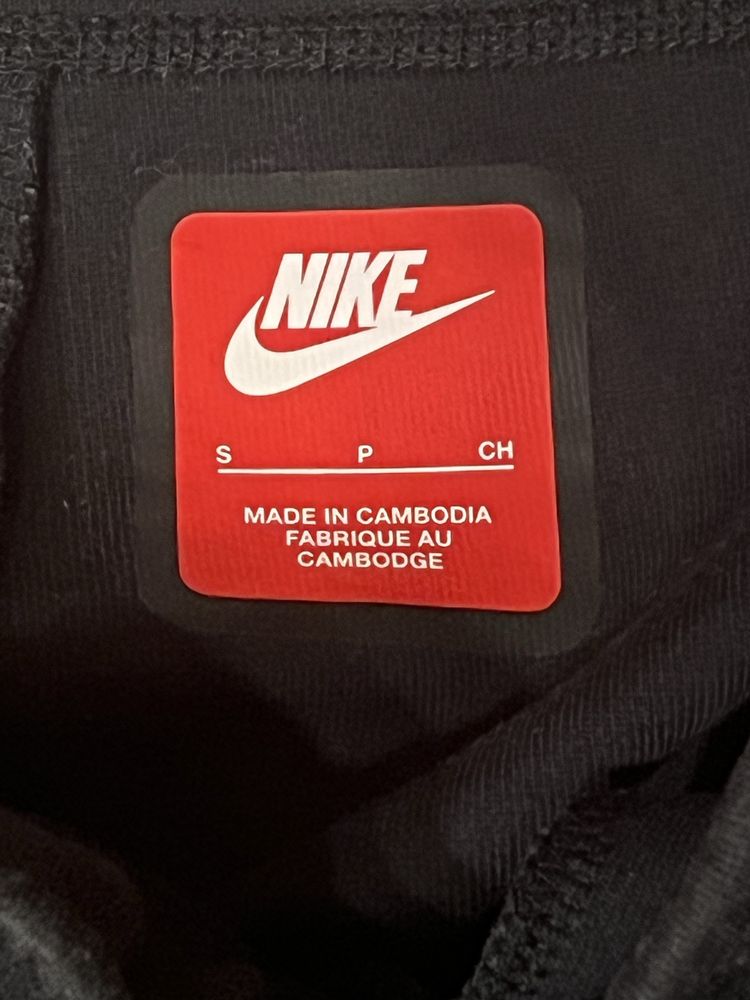 NIKE
S P CH
MADE IN CAMBODIA
FABRIQUE AU
CAMBODGE